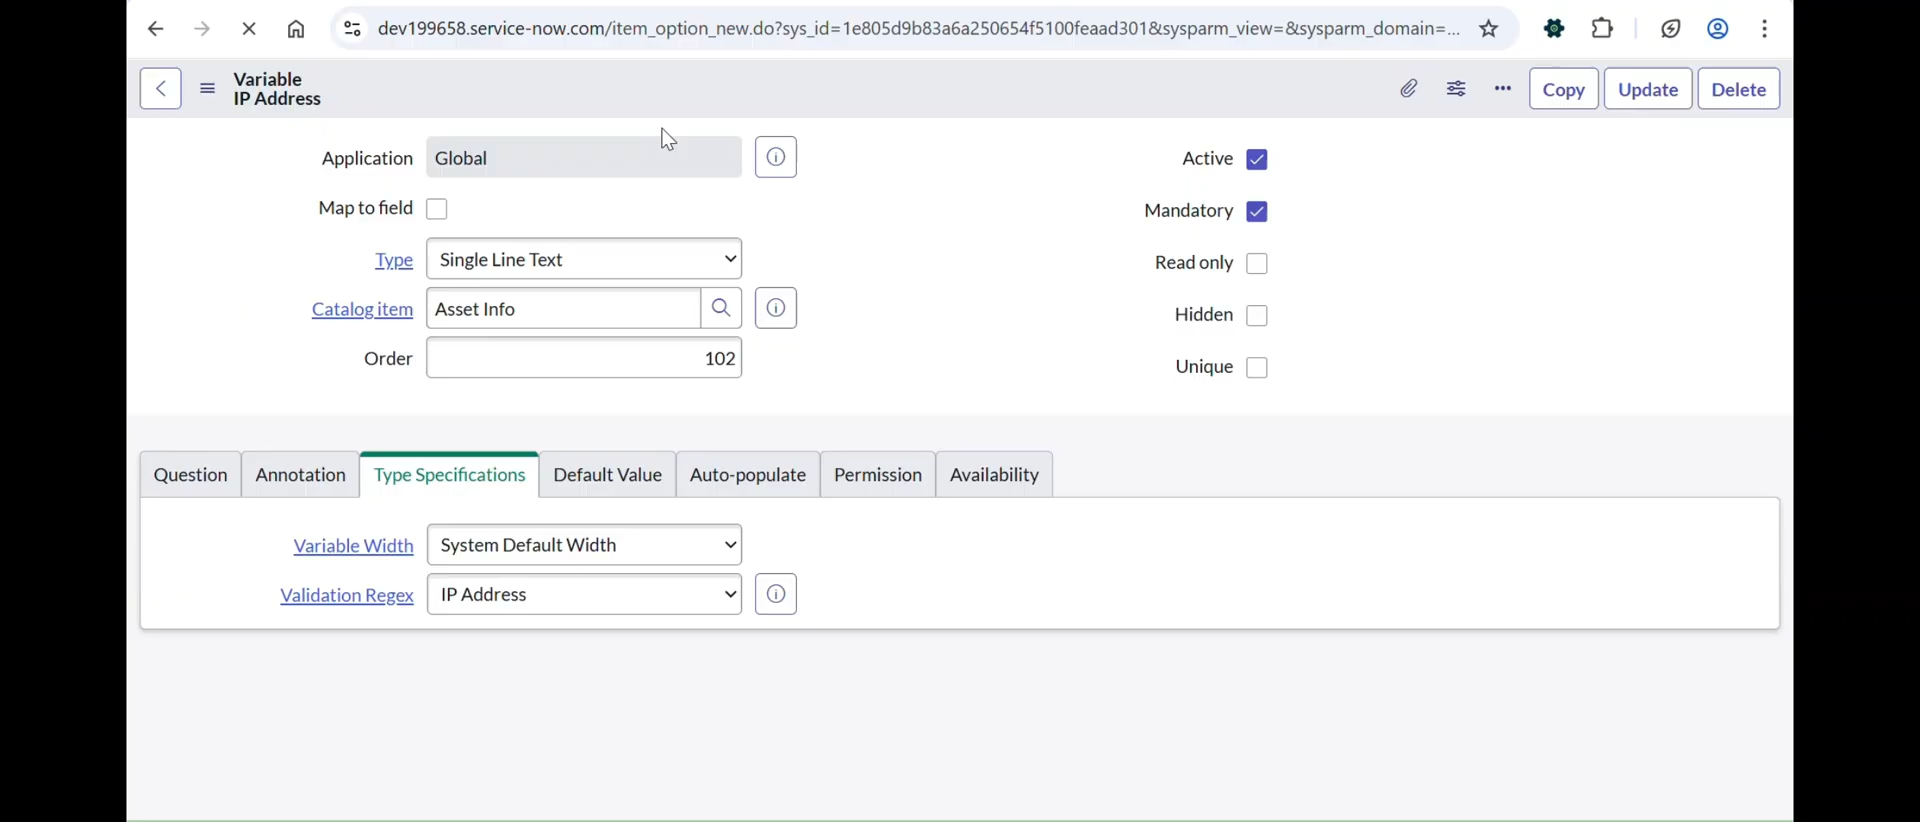 dev199658.service-now.com/item_option_new.do?sys_id=1e805d9b83a6a250654f5100feaad301&sysparm_view=&sysparm_domain=...
Variable
IP Address
Copy
Update
Delete
Application
Global
Active
Map to field
Mandatory
Type
Single Line Text
Read only
Catalog item
Asset Info
Hidden
Order
102
Unique
Question
Annotation
Type Specifications
Default Value
Auto-populate
Permission
Availability
Variable Width
System Default Width
Validation Regex
IP Address